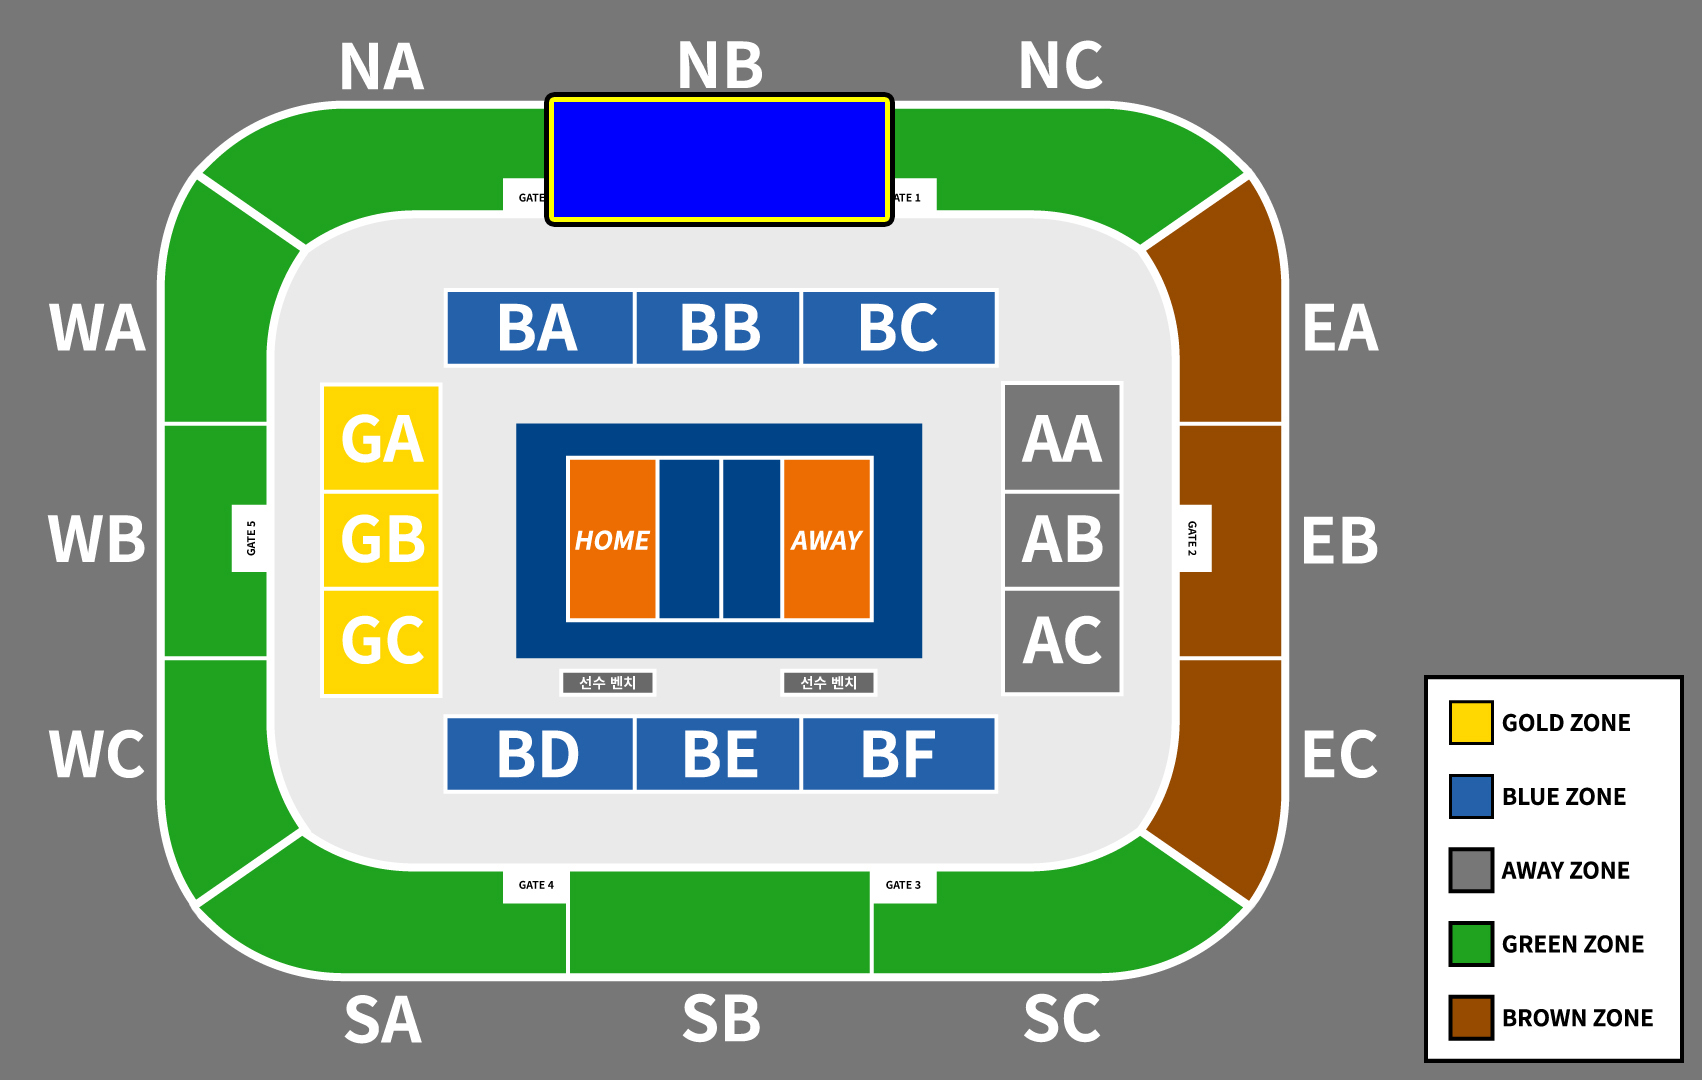 NA
NB
NC
GATE
ATE 1
WA
BA
BB
BC
EA
GA
AA
WB
GATE 5
GB
HOME
AWAY
AB
GATE 2
EB
GC
AC
선수 벤치
선수 벤치
WC
BD
BE
BF
EC
GATE 4
GATE 3
SA
SB
SC
GOLD ZONE
BLUE ZONE
AWAY ZONE
GREEN ZONE
BROWN ZONE